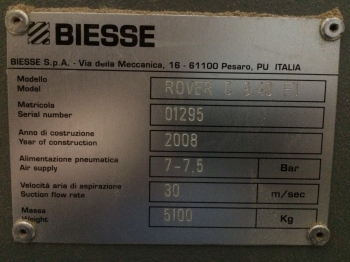 BIESSE
BIESSE S.p.A. - Via della Meccanica, 16 - 61100 Pesaro, PU ITALIA
Modello
Model ROVER C
Matricola
Serial number 01295
Anno di costruzione
Year of construction 2008
Alimentazione pneumatica
Air supply 7-7,5 Bar
Velocità aria di aspirazione
Suction flow rate 30 m/sec
Massa
Weight 5100 Kg